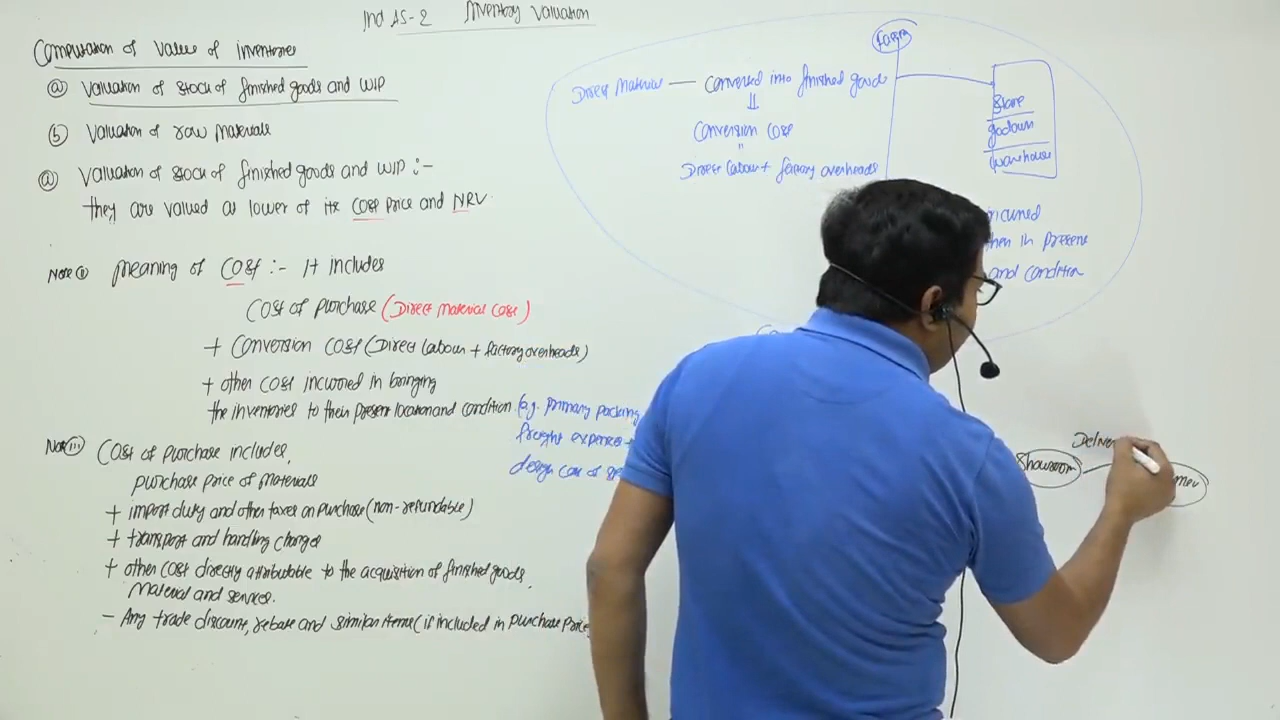 Ind AS-2 Inventory Valuation
Computation of value of inventories
(a) Valuation of stock of finished goods and WIP
(b) Valuation of raw materials
(a) Valuation of stock of finished goods and WIP :-
they are valued at lower of its cost price and NRV.
Note (i) Meaning of Cost :- It includes
Cost of purchase (Direct Material Cost)
+ Conversion cost (Direct labour + factory overheads)
+ other cost incurred in bringing
the inventories to their present location and condition. (e.g. primary packing
freight expenses
design cost of
Note (ii) Cost of purchase includes,
purchase price of materials
+ import duty and other taxes on purchase (non-refundable)
+ transport and handling charges
+ other cost directly attributable to the acquisition of finished goods,
Material and services.
- Any trade discount, rebate and similar items (if included in purchase price
Direct Material — Converted into finished goods
Conversion Cost
=
Direct labour + factory overheads
Store
godown
warehouse
incurred
in present
and condition
Showroom
Deliver